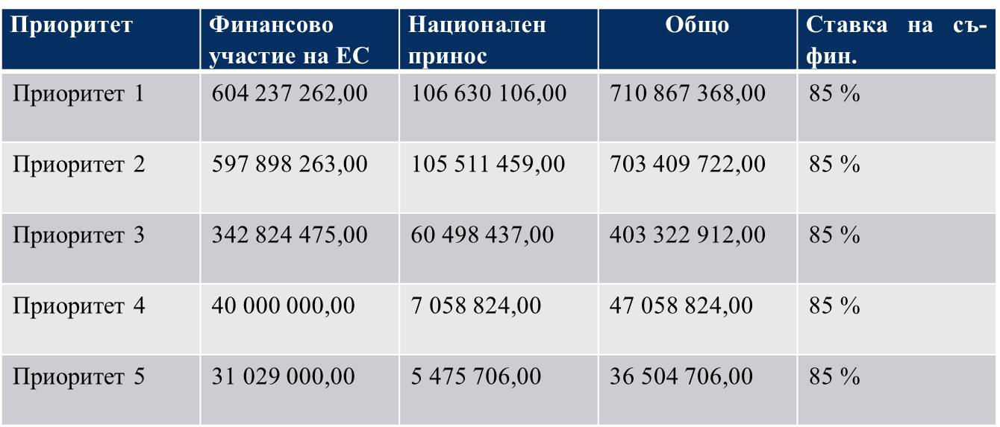 Приоритет Финансово участие на ЕС Национален принос Общо Ставка на съ-фин.
Приоритет 1 604 237 262,00 106 630 106,00 710 867 368,00 85 %
Приоритет 2 597 898 263,00 105 511 459,00 703 409 722,00 85 %
Приоритет 3 342 824 475,00 60 498 437,00 403 322 912,00 85 %
Приоритет 4 40 000 000,00 7 058 824,00 47 058 824,00 85 %
Приоритет 5 31 029 000,00 5 475 706,00 36 504 706,00 85 %